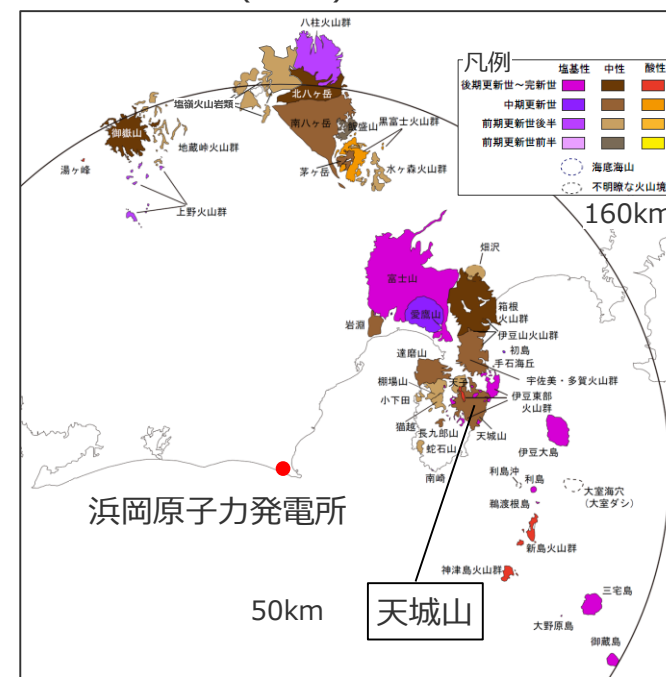 八柱火山群
凡例
塩基性 中性 酸性
後期更新世～完新世
中期更新世
前期更新世後半
前期更新世前半
海底海山
不明瞭な火山境
160km
塩嶺火山岩類
北八ヶ岳
御嶽山
南八ヶ岳
飯盛山
黒富士火山群
地蔵峠火山群
湯ヶ峰
茅ヶ岳
水ヶ森火山群
上野火山群
畑沢
富士山
愛鷹山
箱根
火山群
岩淵
伊豆山火山群
初島
達磨山
手石海丘
棚場山
天子
宇佐美・多賀火山群
小下田
伊豆東部
火山群
猫越
長九郎山
天城山
蛇石山
伊豆大島
南崎
利島沖
利島
大室海穴
(大室ダシ)
鵜渡根島
浜岡原子力発電所
新島火山群
神津島火山群
50km
天城山
三宅島
大野原島
御蔵島